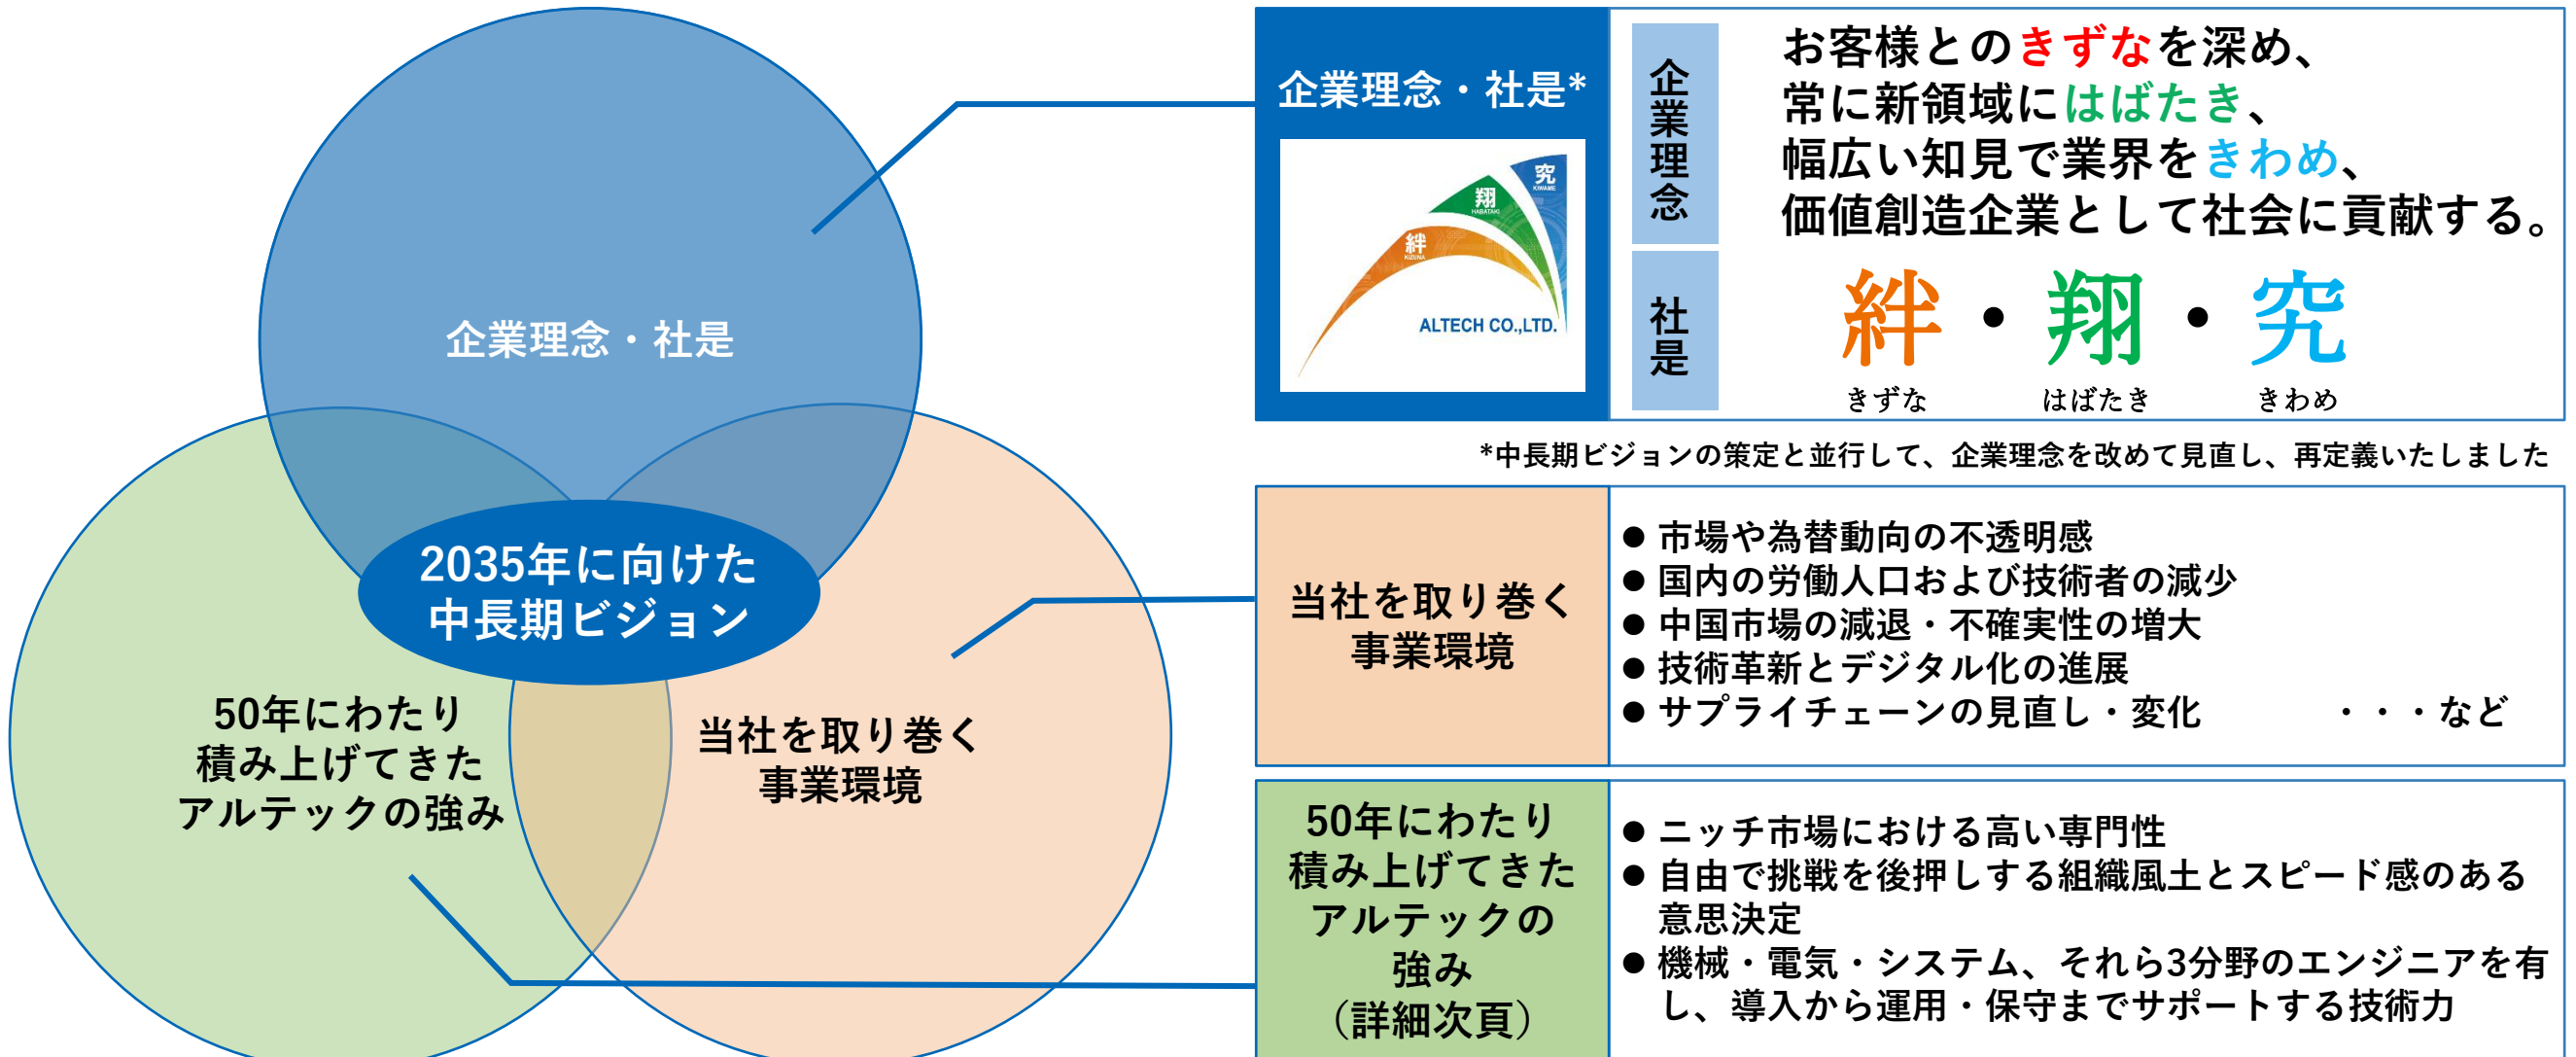 企業理念・社是
2035年に向けた
中長期ビジョン
50年にわたり
積み上げてきた
アルテックの強み
当社を取り巻く
事業環境
企業理念・社是*
絆
KIZUNA
翔
HABATAKI
究
KIWAME
ALTECH CO.,LTD.
企業理念
お客様とのきずなを深め、
常に新領域にはばたき、
幅広い知見で業界をきわめ、
価値創造企業として社会に貢献する。
社是
絆・翔・究
きずな はばたき きわめ
*中長期ビジョンの策定と並行して、企業理念を改めて見直し、再定義いたしました
当社を取り巻く
事業環境
● 市場や為替動向の不透明感
● 国内の労働人口および技術者の減少
● 中国市場の減退・不確実性の増大
● 技術革新とデジタル化の進展
● サプライチェーンの見直し・変化 ・・・など
50年にわたり
積み上げてきた
アルテックの
強み
（詳細次頁）
● ニッチ市場における高い専門性
● 自由で挑戦を後押しする組織風土とスピード感のある
意思決定
● 機械・電気・システム、それら3分野のエンジニアを有
し、導入から運用・保守までサポートする技術力